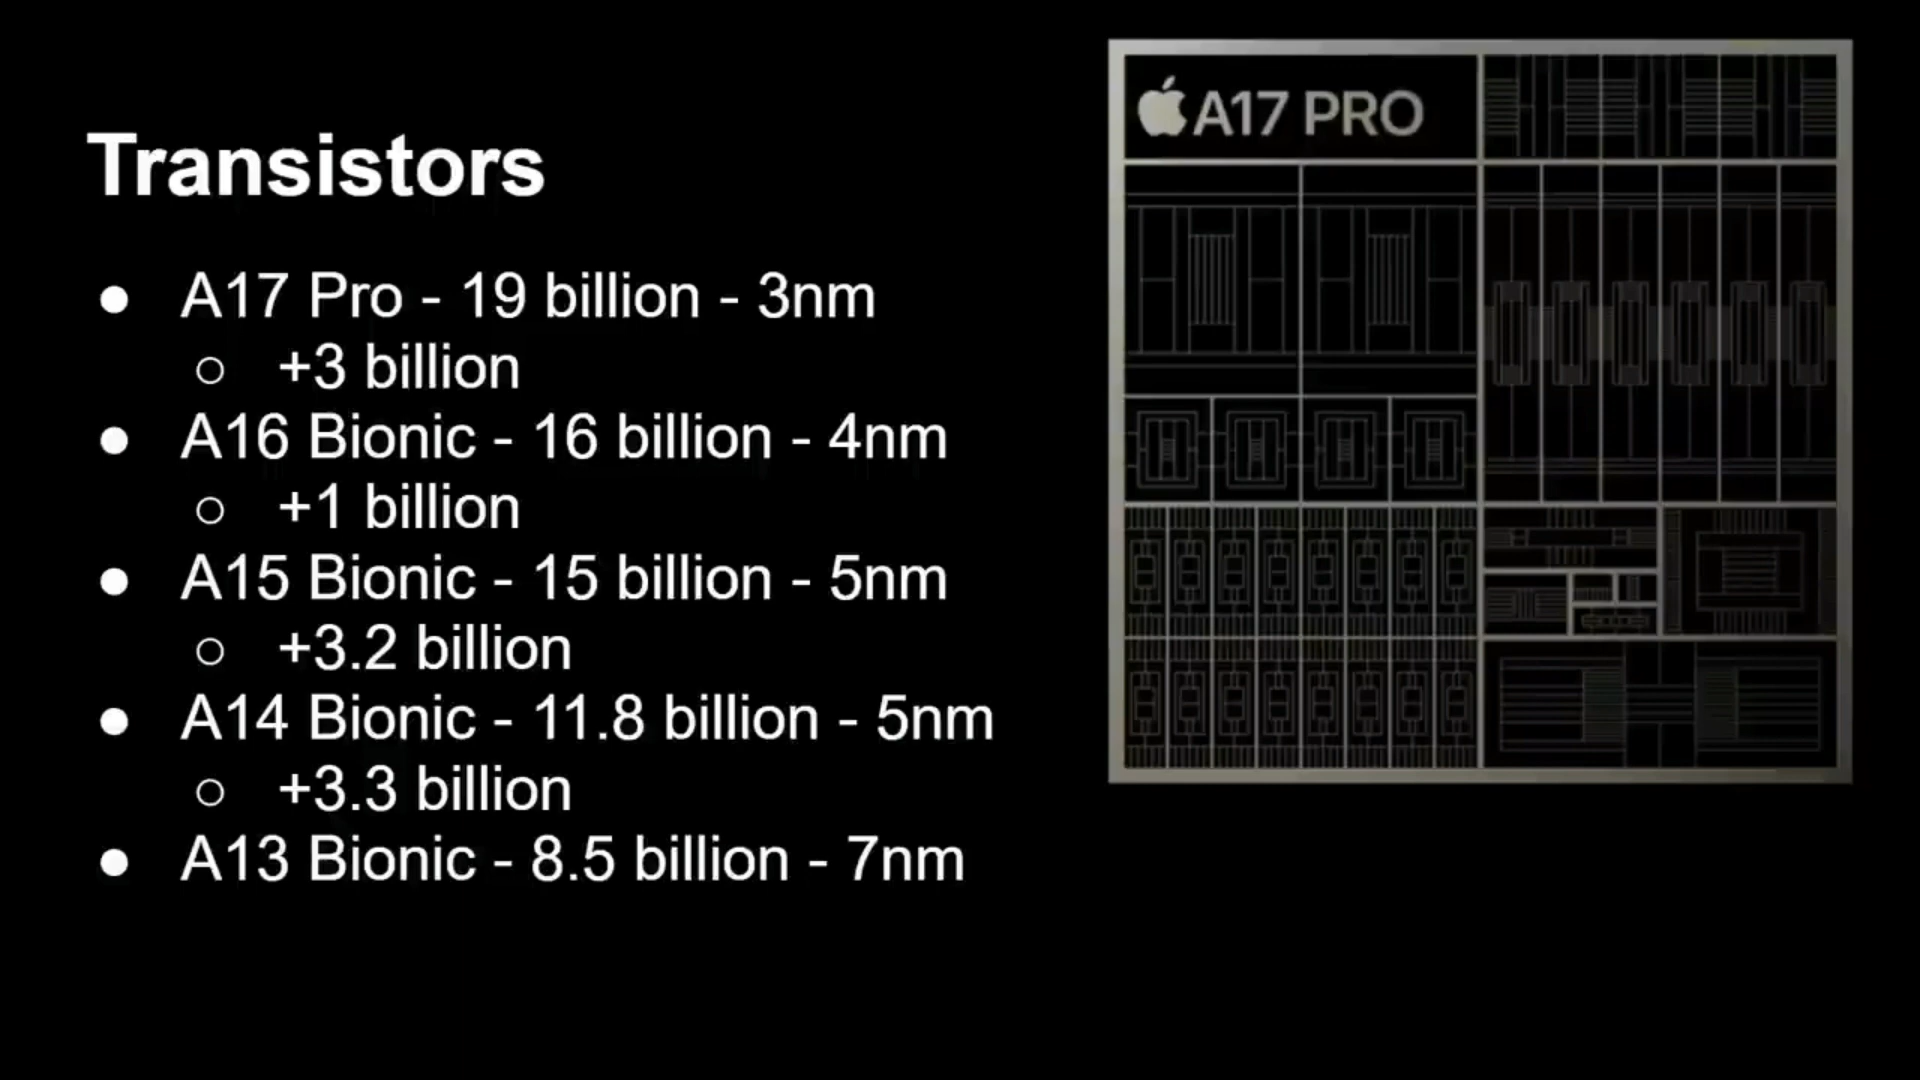 Transistors
● A17 Pro - 19 billion - 3nm
○ +3 billion
● A16 Bionic - 16 billion - 4nm
○ +1 billion
● A15 Bionic - 15 billion - 5nm
○ +3.2 billion
● A14 Bionic - 11.8 billion - 5nm
○ +3.3 billion
● A13 Bionic - 8.5 billion - 7nm
A17 PRO